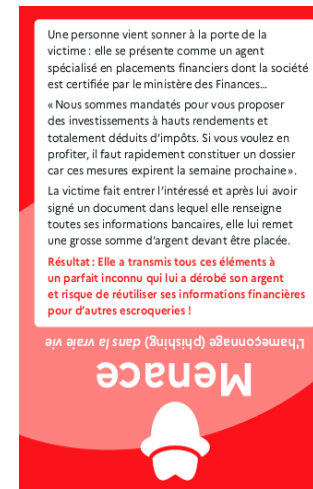 Une personne vient sonner à la porte de la
victime : elle se présente comme un agent
spécialisé en placements financiers dont la société
est certifiée par le ministère des Finances…
« Nous sommes mandatés pour vous proposer
des investissements à hauts rendements et
totalement déduits d'impôts. Si vous voulez en
profiter, il faut rapidement constituer un dossier
car ces mesures expirent la semaine prochaine ».
La victime fait entrer l'intéressé et après lui avoir
signé un document dans lequel elle renseigne
toutes ses informations bancaires, elle lui remet
une grosse somme d'argent devant être placée.
Résultat : Elle a transmis tous ces éléments à
un parfait inconnu qui lui a dérobé son argent
et risque de réutiliser ses informations financières
pour d'autres escroqueries !
Menace
L'hameçonnage (phishing) dans la vraie vie